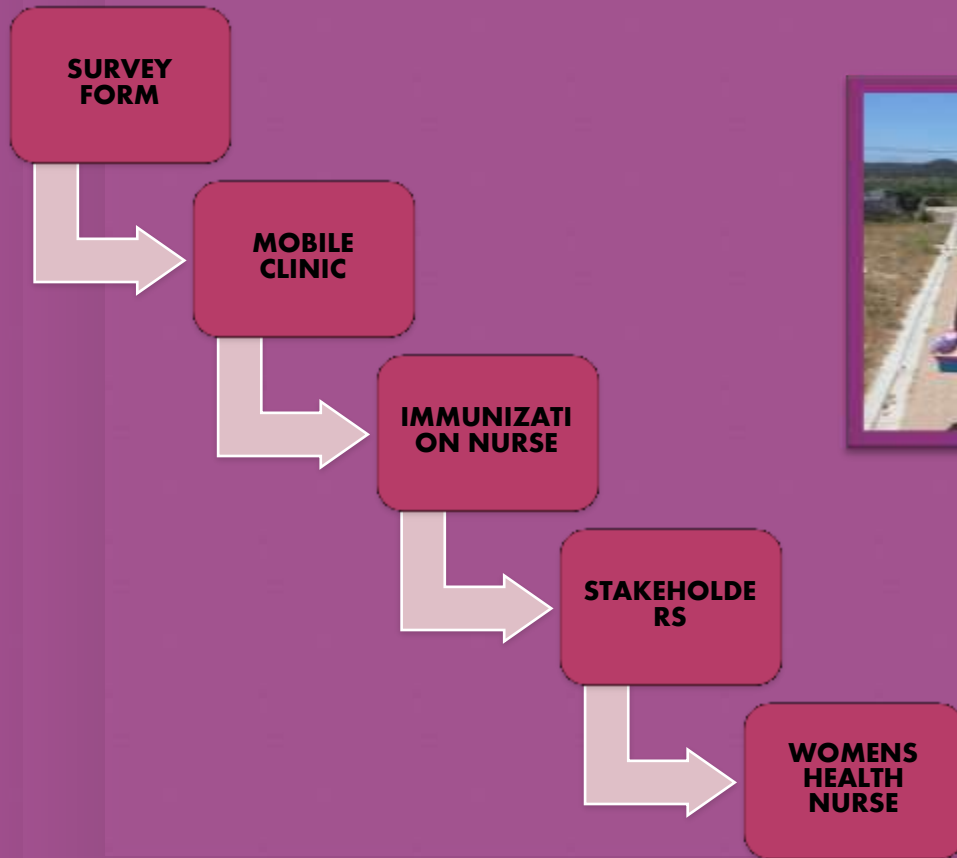 SURVEY
FORM
MOBILE
CLINIC
IMMUNIZATI
ON NURSE
STAKEHOLDE
RS
WOMENS
HEALTH
NURSE